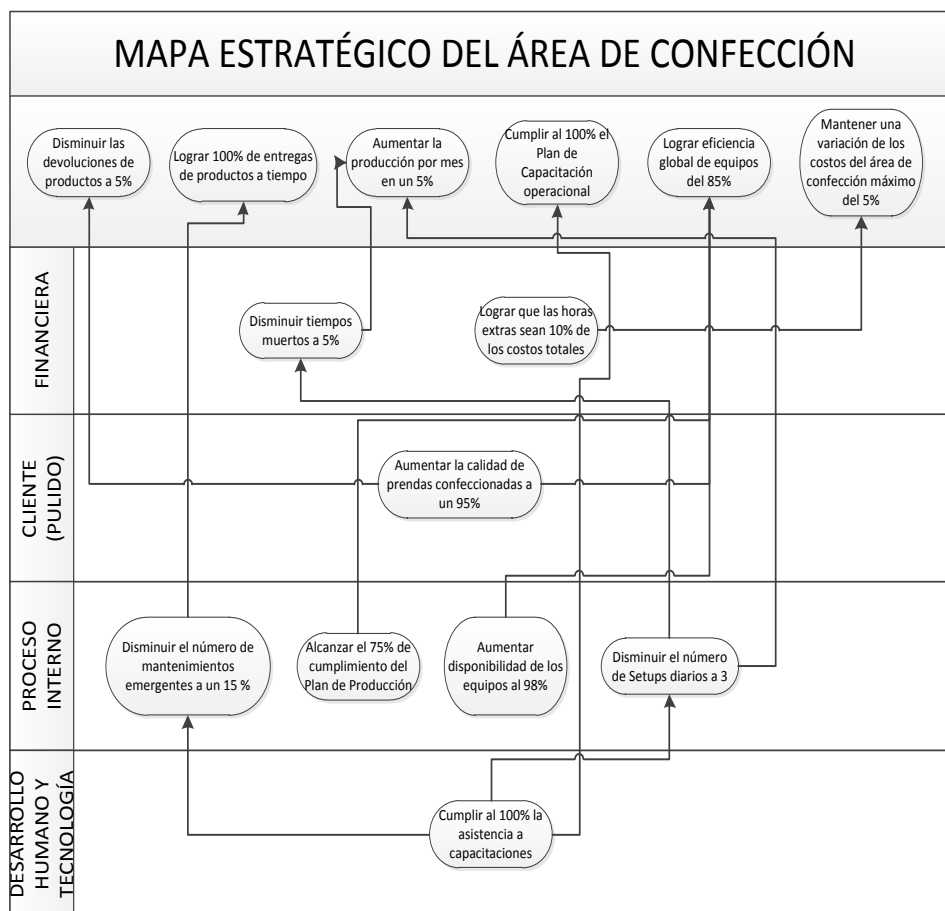 MAPA ESTRATÉGICO DEL ÁREA DE CONFECCIÓN
Disminuir las
devoluciones de
productos a 5%
Lograr 100% de entregas
de productos a tiempo
Aumentar la
producción por mes
en un 5%
Cumplir al 100% el
Plan de
Capacitación
operacional
Lograr eficiencia
global de equipos
del 85%
Mantener una
variación de los
costos del área de
confección máximo
del 5%
FINANCIERA
Disminuir tiempos
muertos a 5%
Lograr que las horas
extras sean 10% de
los costos totales
CLIENTE
(PULIDO)
Aumentar la calidad de
prendas confeccionadas a
un 95%
PROCESO
INTERNO
Disminuir el número de
mantenimientos
emergentes a un 15 %
Alcanzar el 75% de
cumplimiento del
Plan de Producción
Aumentar
disponibilidad de los
equipos al 98%
Disminuir el número
de Setups diarios a 3
DESARROLLO
HUMANO Y
TECNOLOGÍA
Cumplir al 100% la
asistencia a
capacitaciones